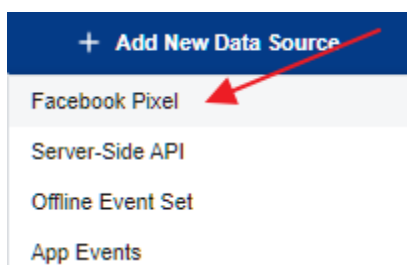 + Add New Data Source
Facebook Pixel
Server-Side API
Offline Event Set
App Events